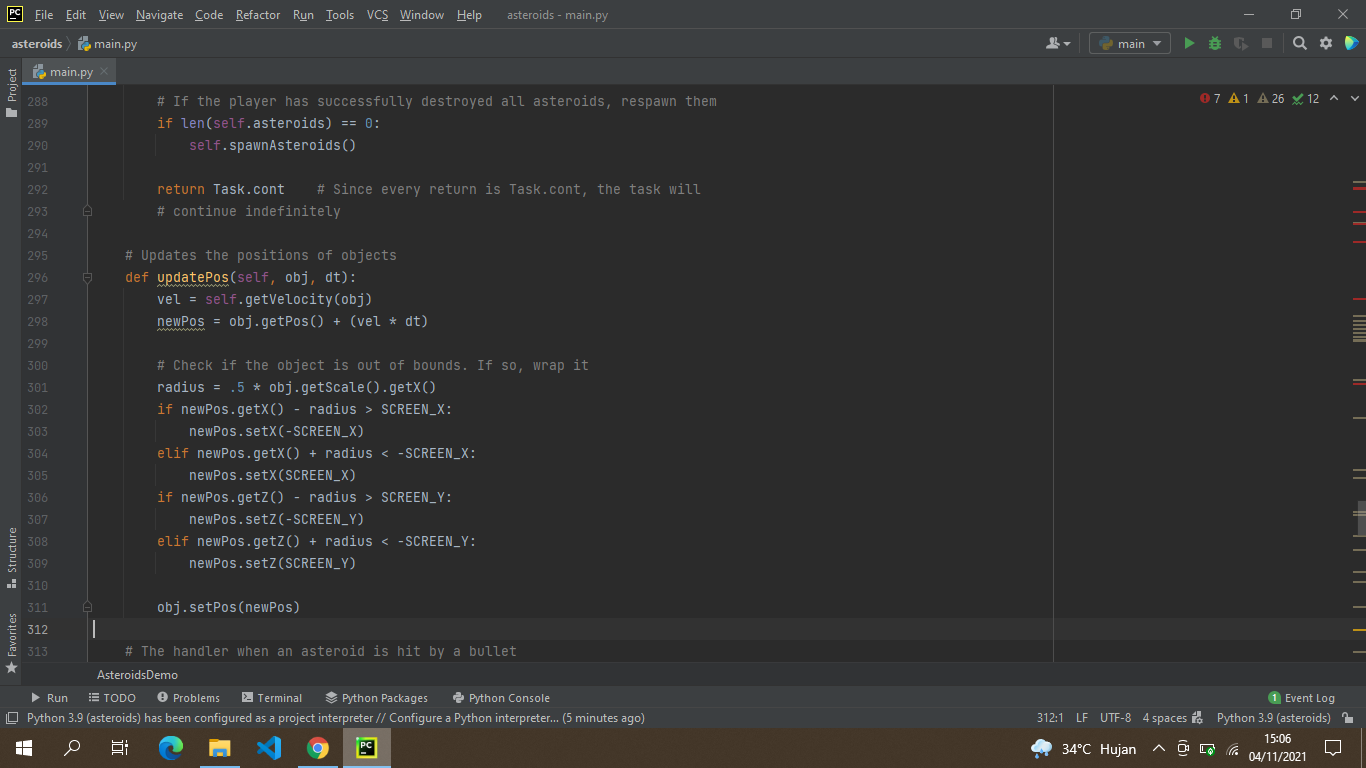 PC File Edit View Navigate Code Refactor Run Tools VCS Window Help asteroids - main.py
asteroids main.py main
main.py
Project
7 1 26 12
288 # If the player has successfully destroyed all asteroids, respawn them
289 if len(self.asteroids) == 0:
290 self.spawnAsteroids()
291
292 return Task.cont    # Since every return is Task.cont, the task will
293 # continue indefinitely
294
295 # Updates the positions of objects
296 def updatePos(self, obj, dt):
297 vel = self.getVelocity(obj)
298 newPos = obj.getPos() + (vel * dt)
299
300 # Check if the object is out of bounds. If so, wrap it
301 radius = .5 * obj.getScale().getX()
302 if newPos.getX() - radius > SCREEN_X:
303 newPos.setX(-SCREEN_X)
304 elif newPos.getX() + radius < -SCREEN_X:
305 newPos.setX(SCREEN_X)
306 if newPos.getZ() - radius > SCREEN_Y:
307 newPos.setZ(-SCREEN_Y)
308 elif newPos.getZ() + radius < -SCREEN_Y:
309 newPos.setZ(SCREEN_Y)
310
311 obj.setPos(newPos)
312
313 # The handler when an asteroid is hit by a bullet
Structure
Favorites
AsteroidsDemo
Run TODO Problems Terminal Python Packages Python Console 1 Event Log
Python 3.9 (asteroids) has been configured as a project interpreter // Configure a Python interpreter... (5 minutes ago) 312:1 LF UTF-8 4 spaces Python 3.9 (asteroids)
PC 34°C Hujan 15:06
04/11/2021